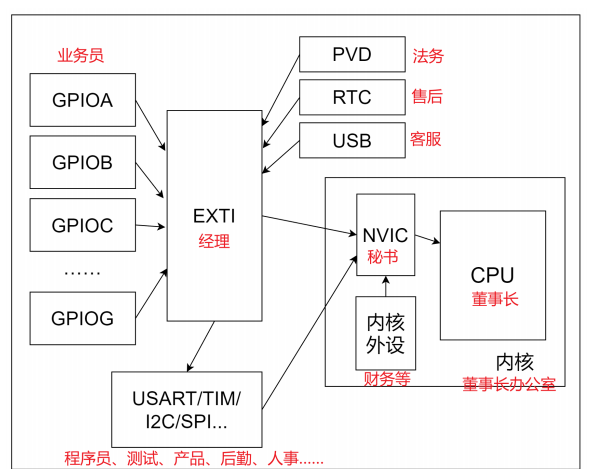 业务员
GPIOA
GPIOB
GPIOC
……
GPIOG
EXTI
经理
PVD
法务
RTC
售后
USB
客服
NVIC
秘书
CPU
董事长
内核
外设
财务等
内核
董事长办公室
USART/TIM/
I2C/SPI...
程序员、测试、产品、后勤、人事......